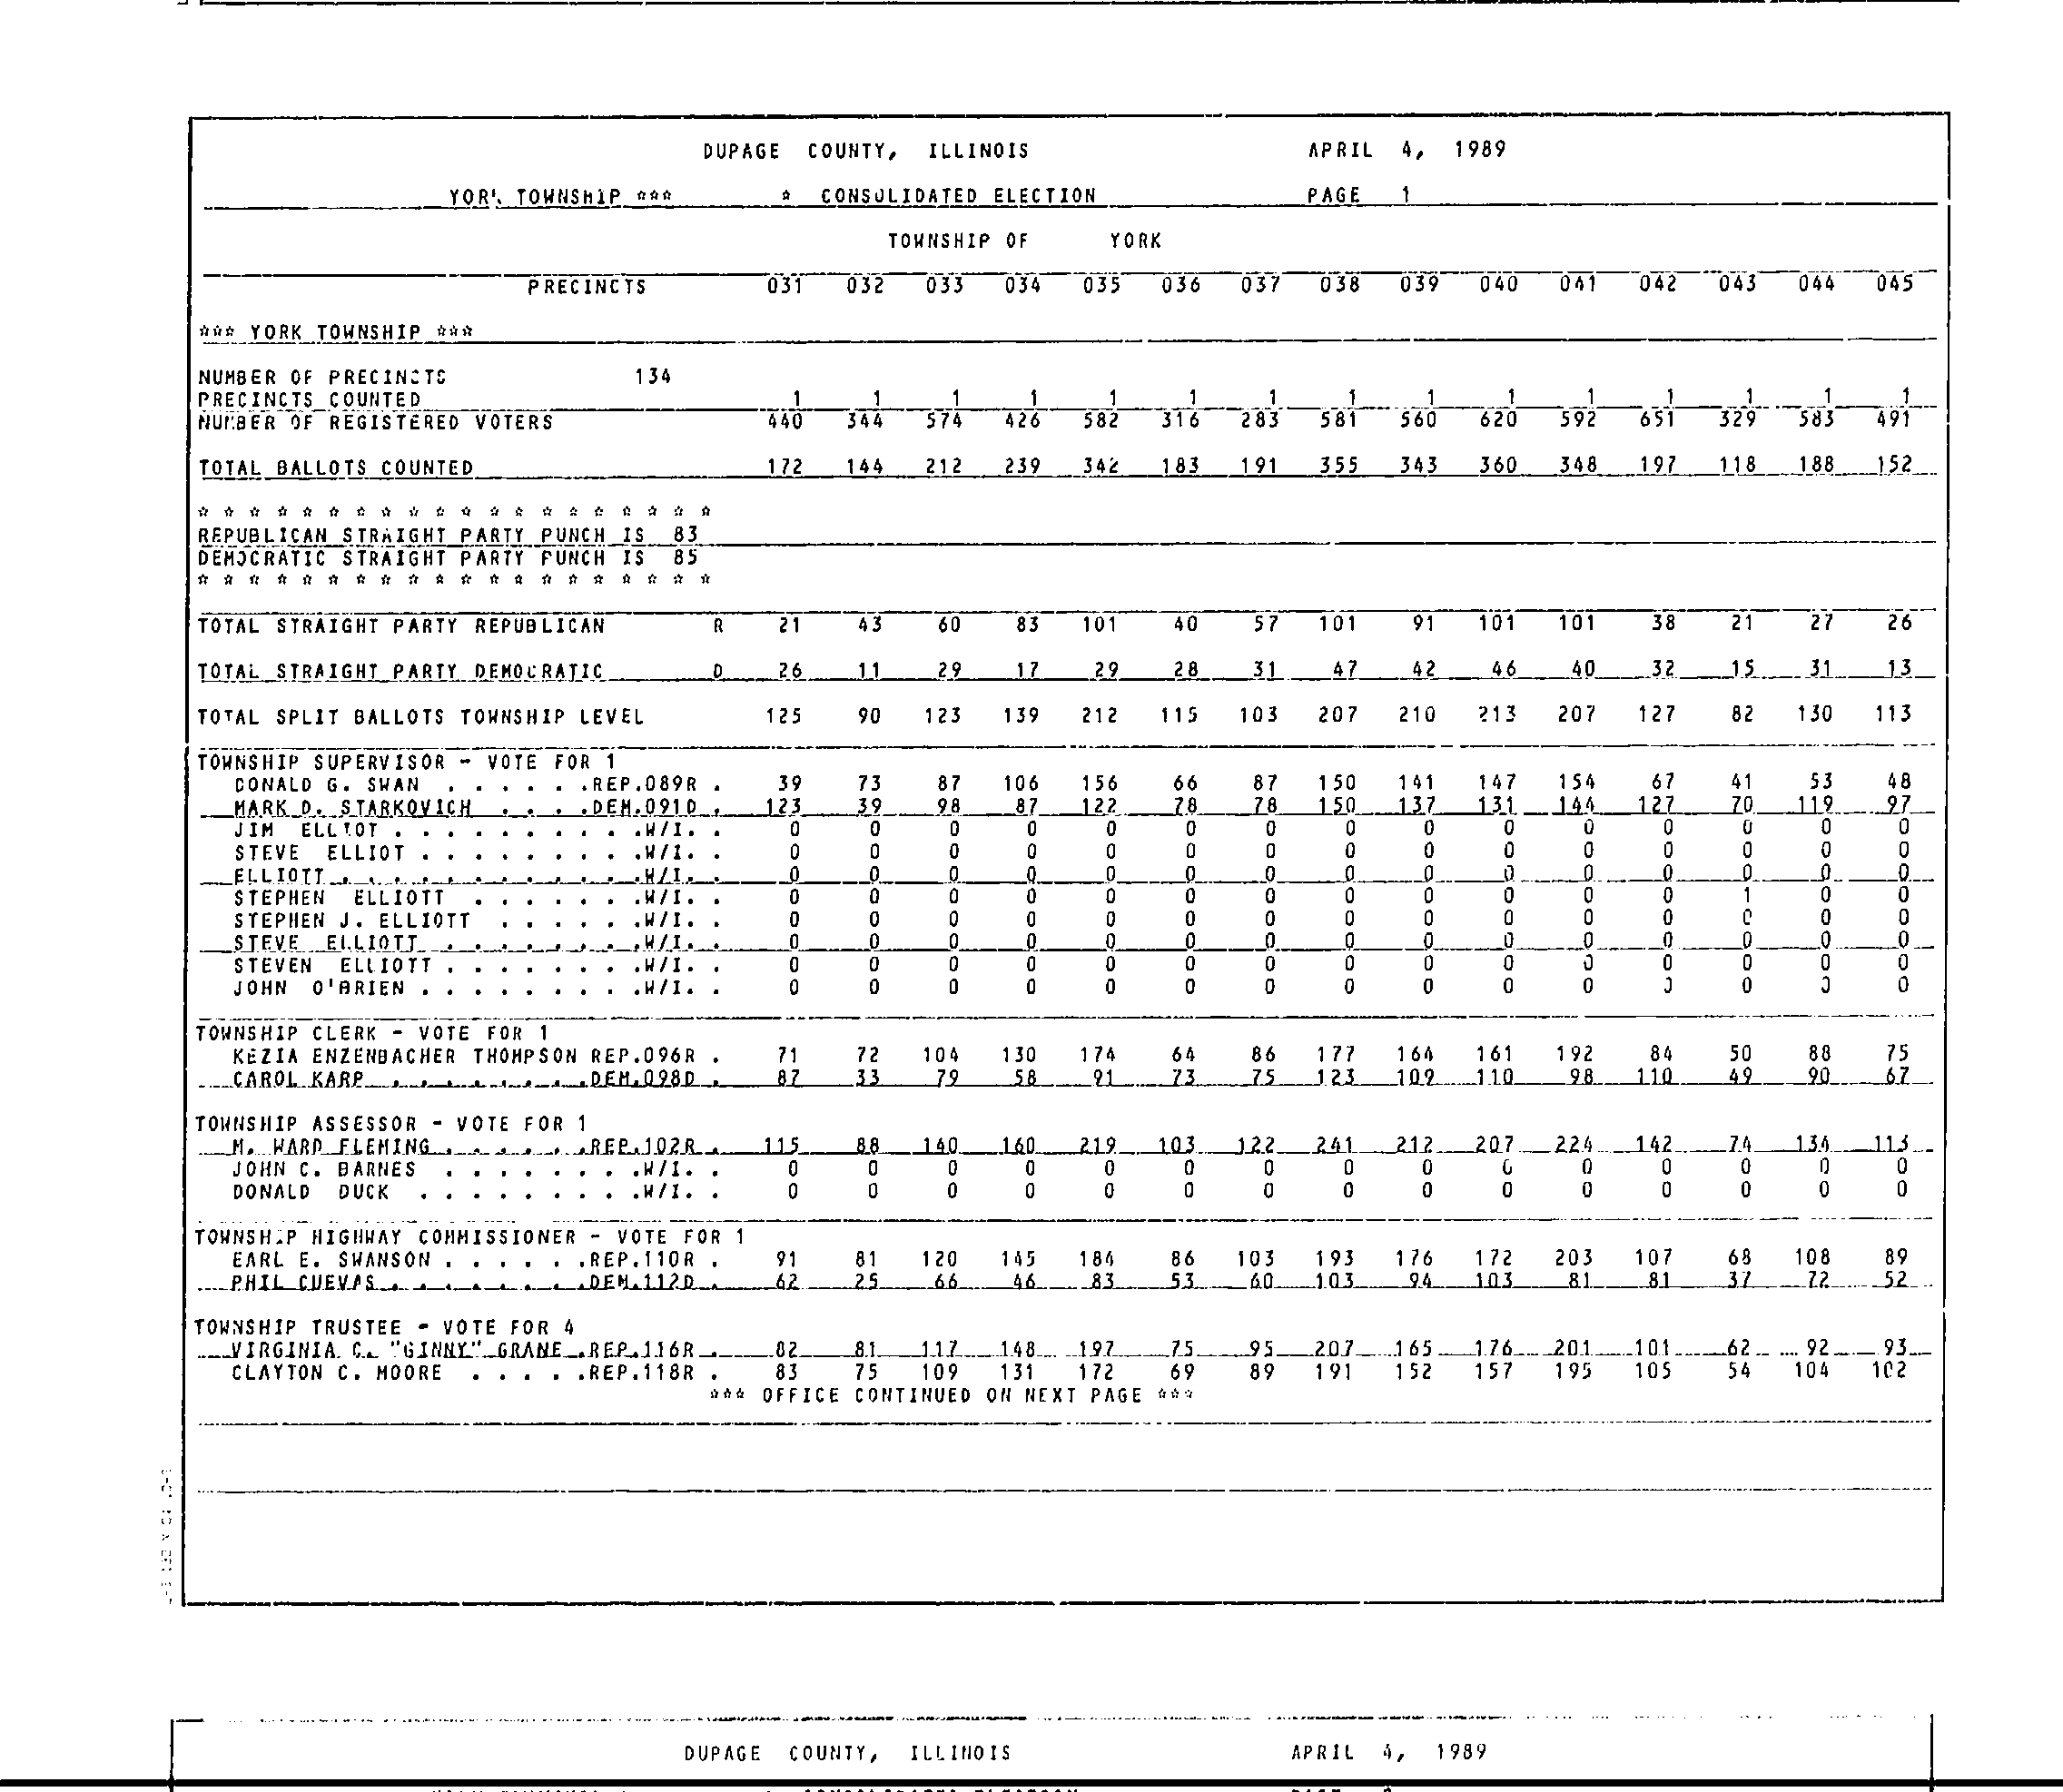 DUPAGE COUNTY, ILLINOIS APRIL 4, 1989
YORK TOWNSHIP *** * CONSOLIDATED ELECTION PAGE 1
TOWNSHIP OF YORK
PRECINCTS 031 032 033 034 035 036 037 038 039 040 041 042 043 044 045
*** YORK TOWNSHIP ***
NUMBER OF PRECINCTS 134
PRECINCTS COUNTED 1 1 1 1 1 1 1 1 1 1 1 1 1 1 1
NUMBER OF REGISTERED VOTERS 440 344 574 426 582 316 283 581 560 620 592 651 329 583 491
TOTAL BALLOTS COUNTED 172 144 212 239 342 183 191 355 343 360 348 197 118 188 152
* * * * * * * * * * * * * * * * * * * *
REPUBLICAN STRAIGHT PARTY PUNCH IS 83
DEMOCRATIC STRAIGHT PARTY PUNCH IS 85
* * * * * * * * * * * * * * * * * * * *
TOTAL STRAIGHT PARTY REPUBLICAN R 21 43 60 83 101 40 57 101 91 101 101 38 21 27 26
TOTAL STRAIGHT PARTY DEMOCRATIC D 26 11 29 17 29 28 31 47 42 46 40 32 15 31 13
TOTAL SPLIT BALLOTS TOWNSHIP LEVEL 125 90 123 139 212 115 103 207 210 213 207 127 82 130 113
TOWNSHIP SUPERVISOR - VOTE FOR 1
DONALD G. SWAN . . . . . .REP.089R . 39 73 87 106 156 66 87 150 141 147 154 67 41 53 48
MARK D. STARKOVICH . . . .DEM.091D . 123 39 98 87 122 78 78 150 137 131 144 127 70 119 97
JIM ELLIOT . . . . . . . . . .W/I. . 0 0 0 0 0 0 0 0 0 0 0 0 0 0 0
STEVE ELLIOT . . . . . . . . .W/I. . 0 0 0 0 0 0 0 0 0 0 0 0 0 0 0
ELLIOTT . . . . . . . . . . . .W/I. . 0 0 0 0 0 0 0 0 0 0 0 0 0 0 0
STEPHEN ELLIOTT . . . . . . .W/I. . 0 0 0 0 0 0 0 0 0 0 0 0 1 0 0
STEPHEN J. ELLIOTT . . . . . .W/I. . 0 0 0 0 0 0 0 0 0 0 0 0 0 0 0
STEVE ELLIOTT . . . . . . . .W/I. . 0 0 0 0 0 0 0 0 0 0 0 0 0 0 0
STEVEN ELLIOTT . . . . . . . .W/I. . 0 0 0 0 0 0 0 0 0 0 0 0 0 0 0
JOHN O'BRIEN . . . . . . . . .W/I. . 0 0 0 0 0 0 0 0 0 0 0 0 0 0 0
TOWNSHIP CLERK - VOTE FOR 1
KEZIA ENZENBACHER THOMPSON REP.096R . 71 72 104 130 174 64 86 177 164 161 192 84 50 88 75
CAROL KARP . . . . . . . .DEM.098D . 87 33 79 58 91 73 75 123 109 110 98 110 49 90 67
TOWNSHIP ASSESSOR - VOTE FOR 1
M. WARD FLEMING . . . . . .REP.102R . 115 88 140 160 219 103 122 241 212 207 224 142 74 134 113
JOHN C. BARNES . . . . . . . .W/I. . 0 0 0 0 0 0 0 0 0 0 0 0 0 0 0
DONALD DUCK . . . . . . . . .W/I. . 0 0 0 0 0 0 0 0 0 0 0 0 0 0 0
TOWNSHIP HIGHWAY COMMISSIONER - VOTE FOR 1
EARL E. SWANSON . . . . . .REP.110R . 91 81 120 145 184 86 103 193 176 172 203 107 68 108 89
PHIL CUEVAS . . . . . . . .DEM.112D . 62 25 66 46 83 53 60 103 94 103 81 81 37 72 52
TOWNSHIP TRUSTEE - VOTE FOR 4
VIRGINIA C. "GINNY" GRANE .REP.116R . 82 81 117 148 197 75 95 207 165 176 201 101 62 92 93
CLAYTON C. MOORE . . . . .REP.118R . 83 75 109 131 172 69 89 191 152 157 195 105 54 104 102
*** OFFICE CONTINUED ON NEXT PAGE ***
DUPAGE COUNTY, ILLINOIS APRIL 4, 1989